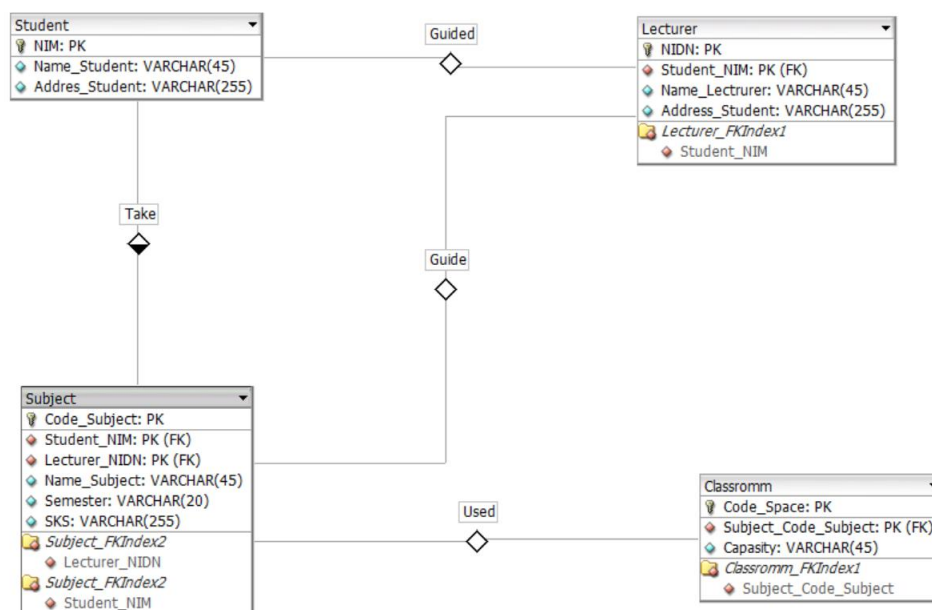 Student
NIM: PK
Name_Student: VARCHAR(45)
Addres_Student: VARCHAR(255)
Guided
Lecturer
NIDN: PK
Student_NIM: PK (FK)
Name_Lectrurer: VARCHAR(45)
Address_Student: VARCHAR(255)
Lecturer_FKIndex1
Student_NIM
Take
Guide
Subject
Code_Subject: PK
Student_NIM: PK (FK)
Lecturer_NIDN: PK (FK)
Name_Subject: VARCHAR(45)
Semester: VARCHAR(20)
SKS: VARCHAR(255)
Subject_FKIndex2
Lecturer_NIDN
Subject_FKIndex2
Student_NIM
Used
Classromm
Code_Space: PK
Subject_Code_Subject: PK (FK)
Capasity: VARCHAR(45)
Classromm_FKIndex1
Subject_Code_Subject